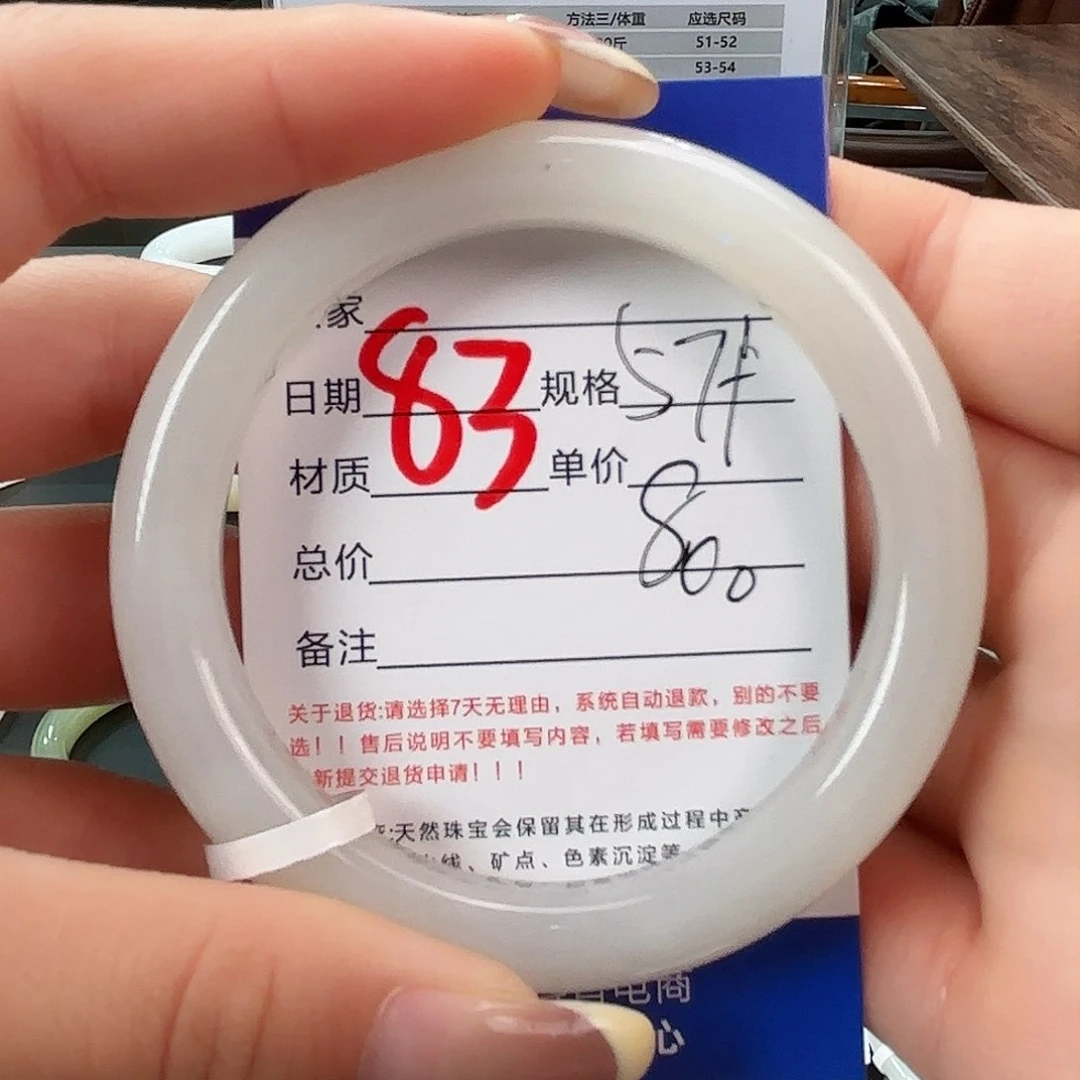 方法三/体重 应选尺码
斤 51-52
53-54
家
日期 83 规格 57+
材质 单价
总价 800
备注
关于退货:请选择7天无理由，系统自动退款，别的不要
选！！售后说明不要填写内容，若填写需要修改之后
新提交退货申请！！！
:天然珠宝会保留其在形成过程中
线、矿点、色素沉淀等
电商
心